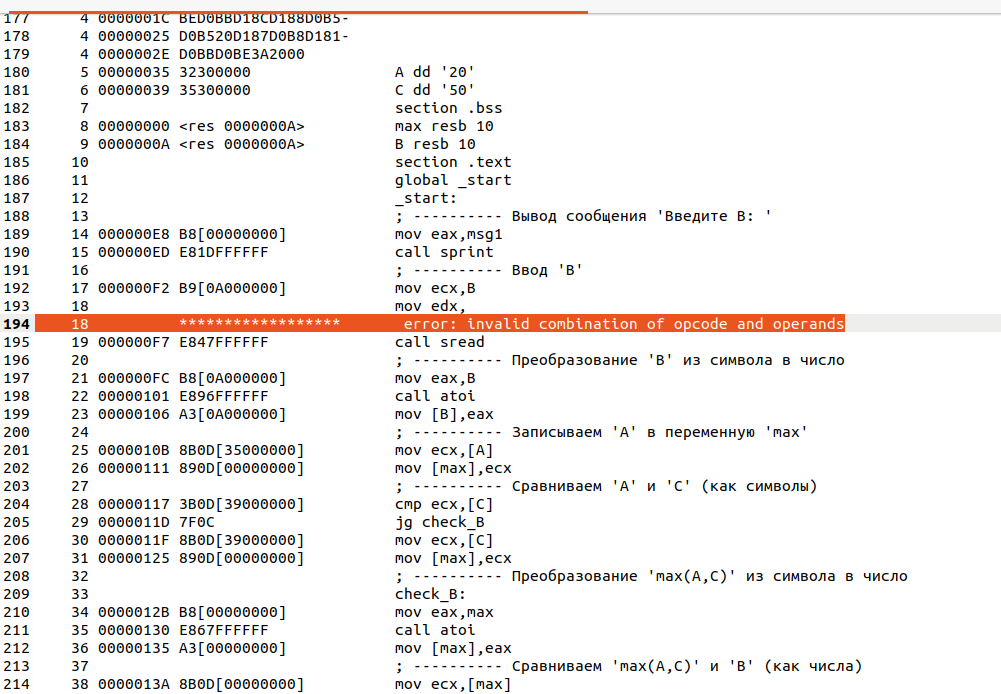 177 4 0000001C BED0BBD18CD188D0B5-
178 4 00000025 D0B520D187D0B8D181-
179 4 0000002E D0BBD0BE3A2000
180 5 00000035 32300000 A dd '20'
181 6 00000039 35300000 C dd '50'
182 7 section .bss
183 8 00000000 <res 0000000A> max resb 10
184 9 0000000A <res 0000000A> B resb 10
185 10 section .text
186 11 global _start
187 12 _start:
188 13 ; ---------- Вывод сообщения 'Введите B: '
189 14 000000E8 B8[00000000] mov eax,msg1
190 15 000000ED E81DFFFFFF call sprint
191 16 ; ---------- Ввод 'B'
192 17 000000F2 B9[0A000000] mov ecx,B
193 18 mov edx,
194 18 ****************** error: invalid combination of opcode and operands
195 19 000000F7 E847FFFFFF call sread
196 20 ; ---------- Преобразование 'B' из символа в число
197 21 000000FC B8[0A000000] mov eax,B
198 22 00000101 E896FFFFFF call atoi
199 23 00000106 A3[0A000000] mov [B],eax
200 24 ; ---------- Записываем 'A' в переменную 'max'
201 25 0000010B 8B0D[35000000] mov ecx,[A]
202 26 00000111 890D[00000000] mov [max],ecx
203 27 ; ---------- Сравниваем 'A' и 'С' (как символы)
204 28 00000117 3B0D[39000000] cmp ecx,[C]
205 29 0000011D 7F0C jg check_B
206 30 0000011F 8B0D[39000000] mov ecx,[C]
207 31 00000125 890D[00000000] mov [max],ecx
208 32 ; ---------- Преобразование 'max(A,C)' из символа в число
209 33 check_B:
210 34 0000012B B8[00000000] mov eax,max
211 35 00000130 E867FFFFFF call atoi
212 36 00000135 A3[00000000] mov [max],eax
213 37 ; ---------- Сравниваем 'max(A,C)' и 'B' (как числа)
214 38 0000013A 8B0D[00000000] mov ecx,[max]